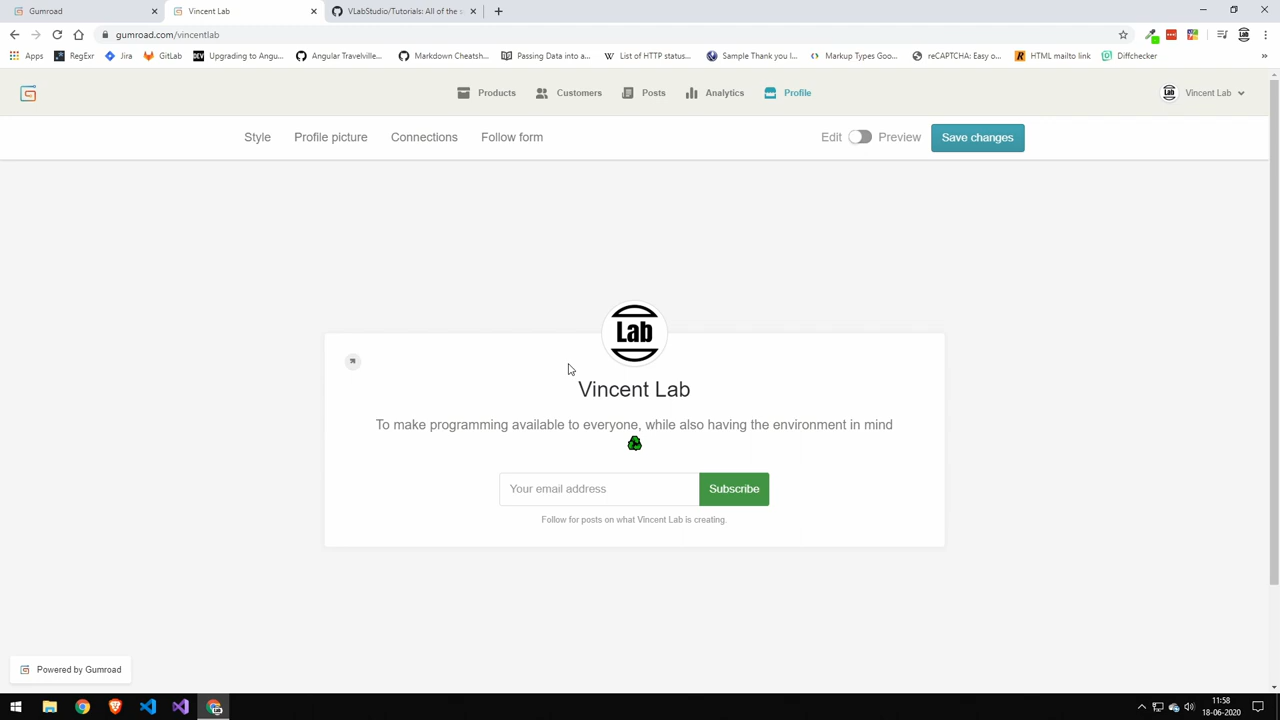 Gumroad
Vincent Lab
VLabStudio/Tutorials: All of the s
gumroad.com/vincentlab
Apps
RegExr
Jira
GitLab
Upgrading to Angu...
Angular Travelville...
Markdown Cheatsh...
Passing Data into a...
List of HTTP status...
Sample Thank you l...
Markup Types Goo...
reCAPTCHA: Easy o...
HTML mailto link
Diffchecker
»
Products
Customers
Posts
Analytics
Profile
Lab
Vincent Lab
Style
Profile picture
Connections
Follow form
Edit
Preview
Save changes
Lab
Vincent Lab
To make programming available to everyone, while also having the environment in mind
Your email address
Subscribe
Follow for posts on what Vincent Lab is creating.
Powered by Gumroad
11:58
18-06-2020